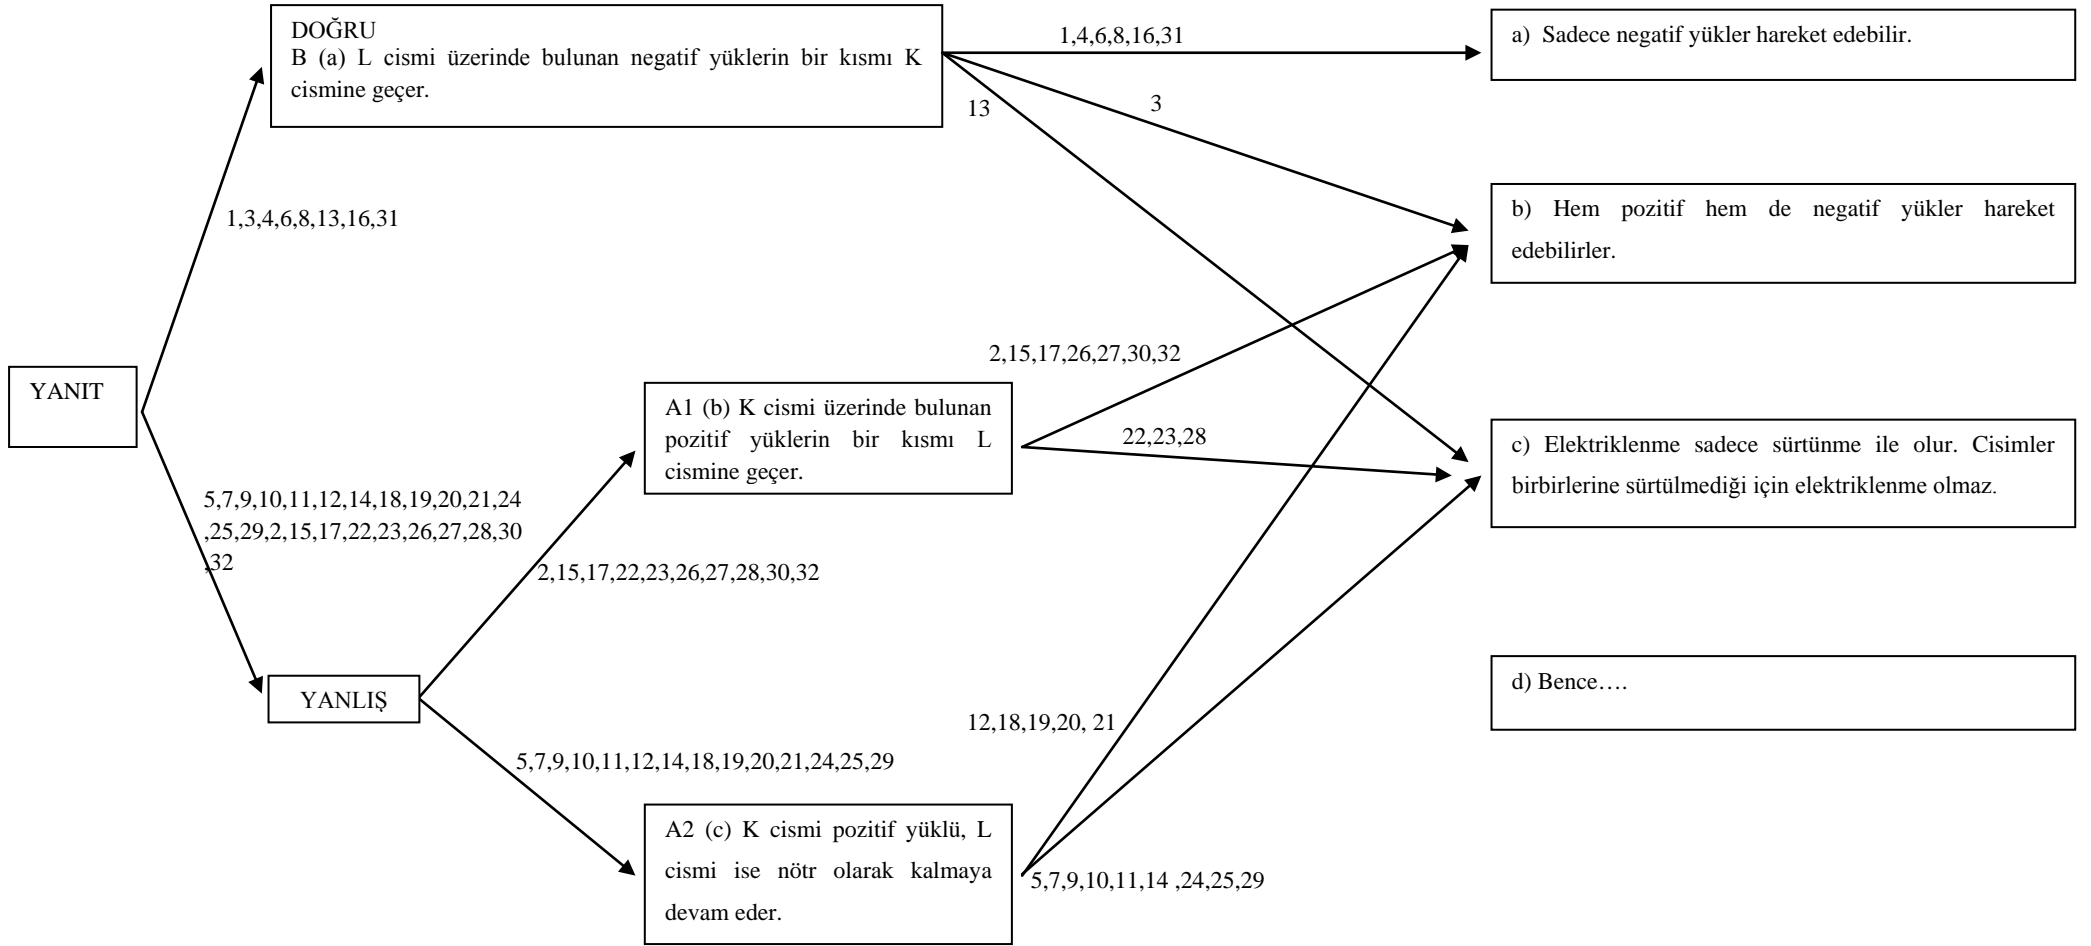 DOĞRU
B (a) L cismi üzerinde bulunan negatif yüklerin bir kısmı K
cismine geçer.
1,4,6,8,16,31
a) Sadece negatif yükler hareket edebilir.
13
3
1,3,4,6,8,13,16,31
b) Hem pozitif hem de negatif yükler hareket
edebilirler.
YANIT
2,15,17,26,27,30,32
A1 (b) K cismi üzerinde bulunan
pozitif yüklerin bir kısmı L
cismine geçer.
22,23,28
c) Elektriklenme sadece sürtünme ile olur. Cisimler
birbirlerine sürtülmediği için elektriklenme olmaz.
5,7,9,10,11,12,14,18,19,20,21,24
,25,29,2,15,17,22,23,26,27,28,30
,32
2,15,17,22,23,26,27,28,30,32
YANLIŞ
d) Bence….
12,18,19,20, 21
5,7,9,10,11,12,14,18,19,20,21,24,25,29
A2 (c) K cismi pozitif yüklü, L
cismi ise nötr olarak kalmaya
devam eder.
5,7,9,10,11,14 ,24,25,29